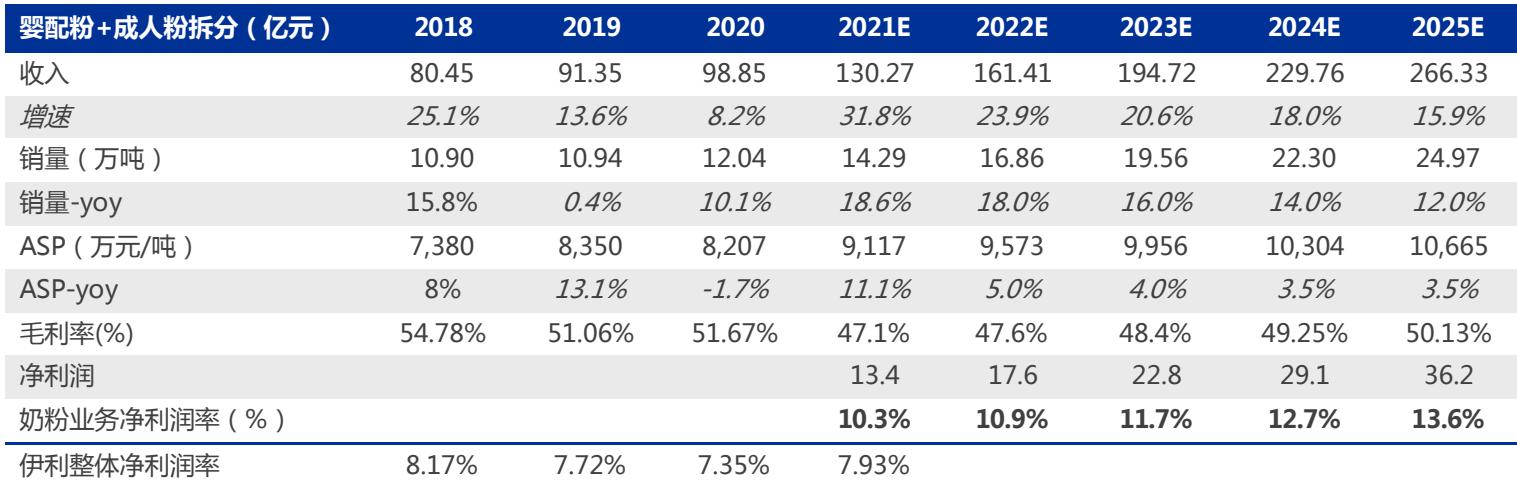 婴配粉+成人粉拆分（亿元） 2018 2019 2020 2021E 2022E 2023E 2024E 2025E
收入 80.45 91.35 98.85 130.27 161.41 194.72 229.76 266.33
增速 25.1% 13.6% 8.2% 31.8% 23.9% 20.6% 18.0% 15.9%
销量（万吨） 10.90 10.94 12.04 14.29 16.86 19.56 22.30 24.97
销量-yoy 15.8% 0.4% 10.1% 18.6% 18.0% 16.0% 14.0% 12.0%
ASP（万元/吨） 7,380 8,350 8,207 9,117 9,573 9,956 10,304 10,665
ASP-yoy 8% 13.1% -1.7% 11.1% 5.0% 4.0% 3.5% 3.5%
毛利率(%) 54.78% 51.06% 51.67% 47.1% 47.6% 48.4% 49.25% 50.13%
净利润 13.4 17.6 22.8 29.1 36.2
奶粉业务净利润率（%） 10.3% 10.9% 11.7% 12.7% 13.6%
伊利整体净利润率 8.17% 7.72% 7.35% 7.93%